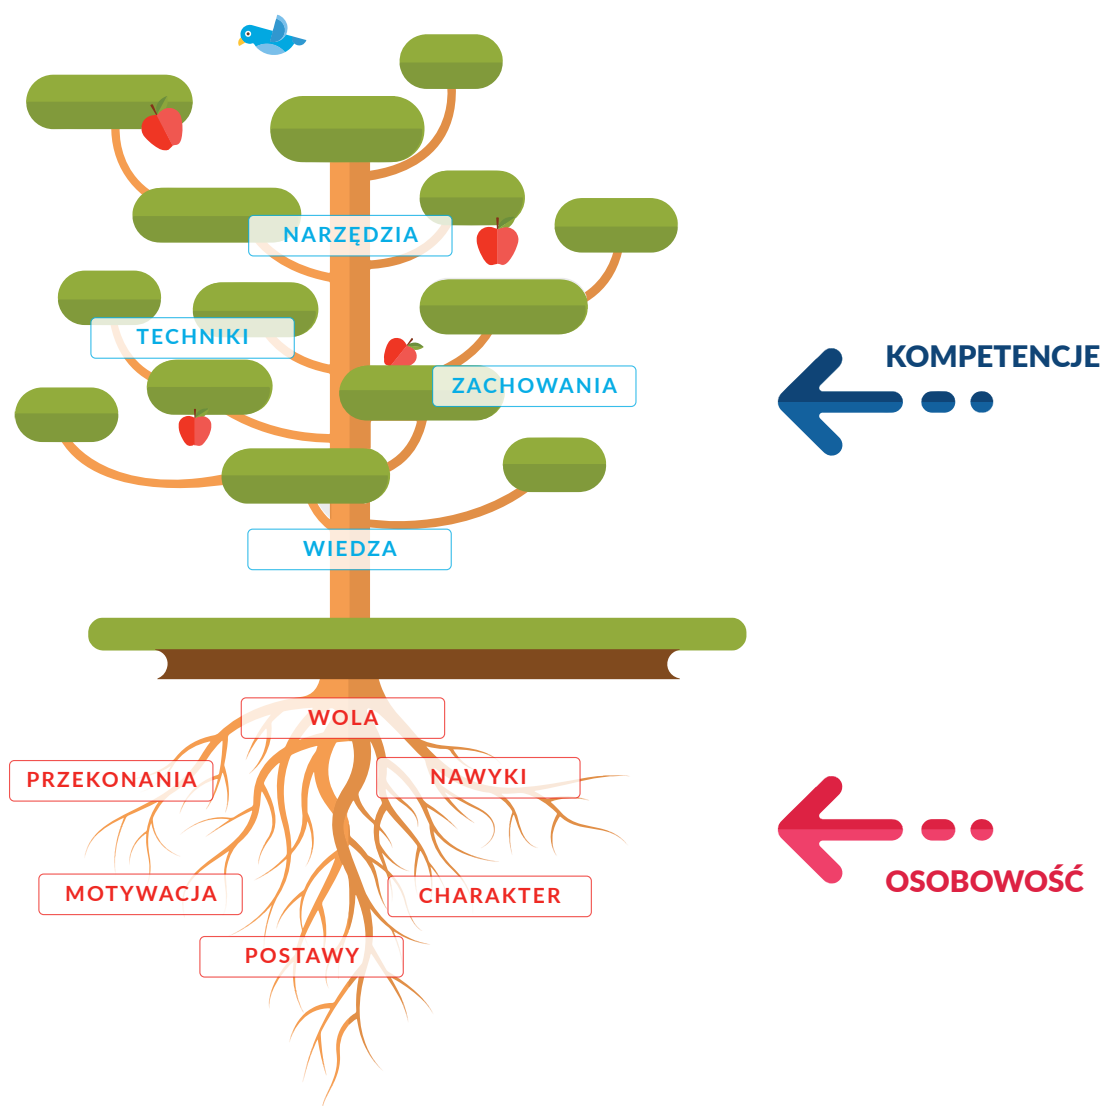 NARZĘDZIA
TECHNIKI
KOMPETENCJE
ZACHOWANIA
WIEDZA
WOLA
PRZEKONANIA
NAWYKI
MOTYWACJA
CHARAKTER
OSOBOWOŚĆ
POSTAWY